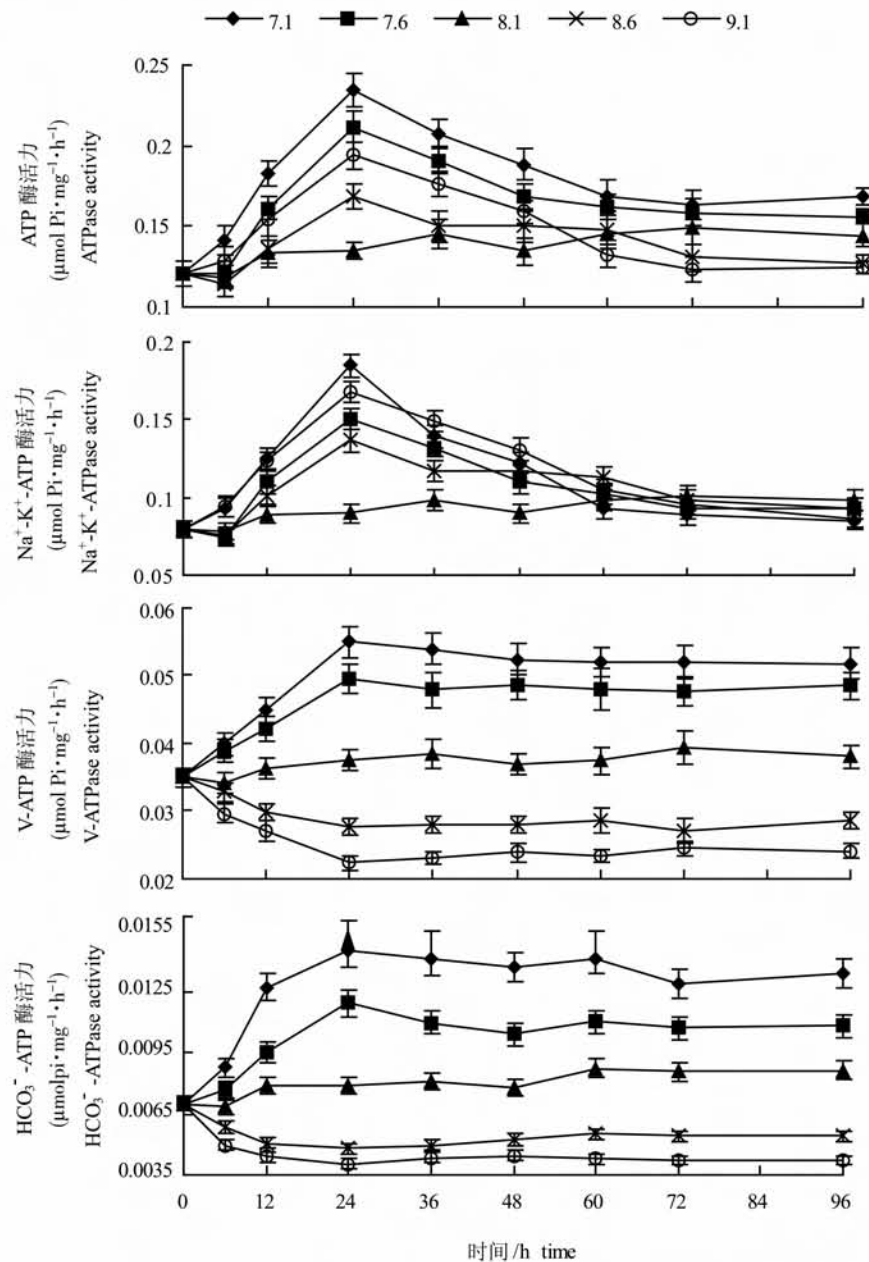 7.1 7.6 8.1 8.6 9.1
ATP 酶活力
(μmol Pi·mg⁻¹·h⁻¹)
ATPase activity
0.25
0.2
0.15
0.1
Na⁺-K⁺-ATP 酶活力
(μmol Pi·mg⁻¹·h⁻¹)
Na⁺-K⁺-ATPase activity
0.2
0.15
0.1
0.05
V-ATP 酶活力
(μmol Pi·mg⁻¹·h⁻¹)
V-ATPase activity
0.06
0.05
0.04
0.03
0.02
HCO₃⁻-ATP 酶活力
(μmolpi·mg⁻¹·h⁻¹)
HCO₃⁻-ATPase activity
0.0155
0.0125
0.0095
0.0065
0.0035
0 12 24 36 48 60 72 84 96
时间/h time